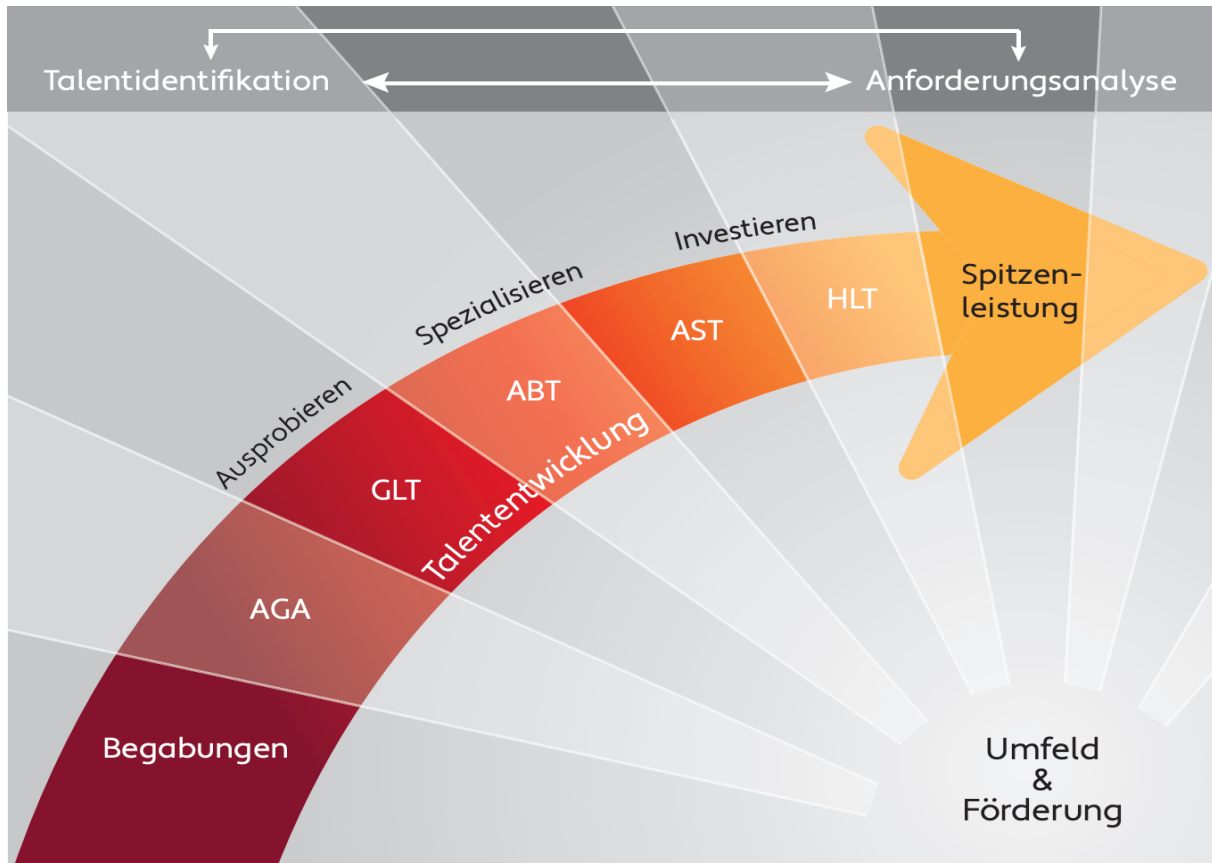 Talentidentifikation
Anforderungsanalyse
Investieren
Spezialisieren
Ausprobieren
Spitzen-
leistung
HLT
AST
ABT
GLT
Talententwicklung
AGA
Begabungen
Umfeld
&
Förderung